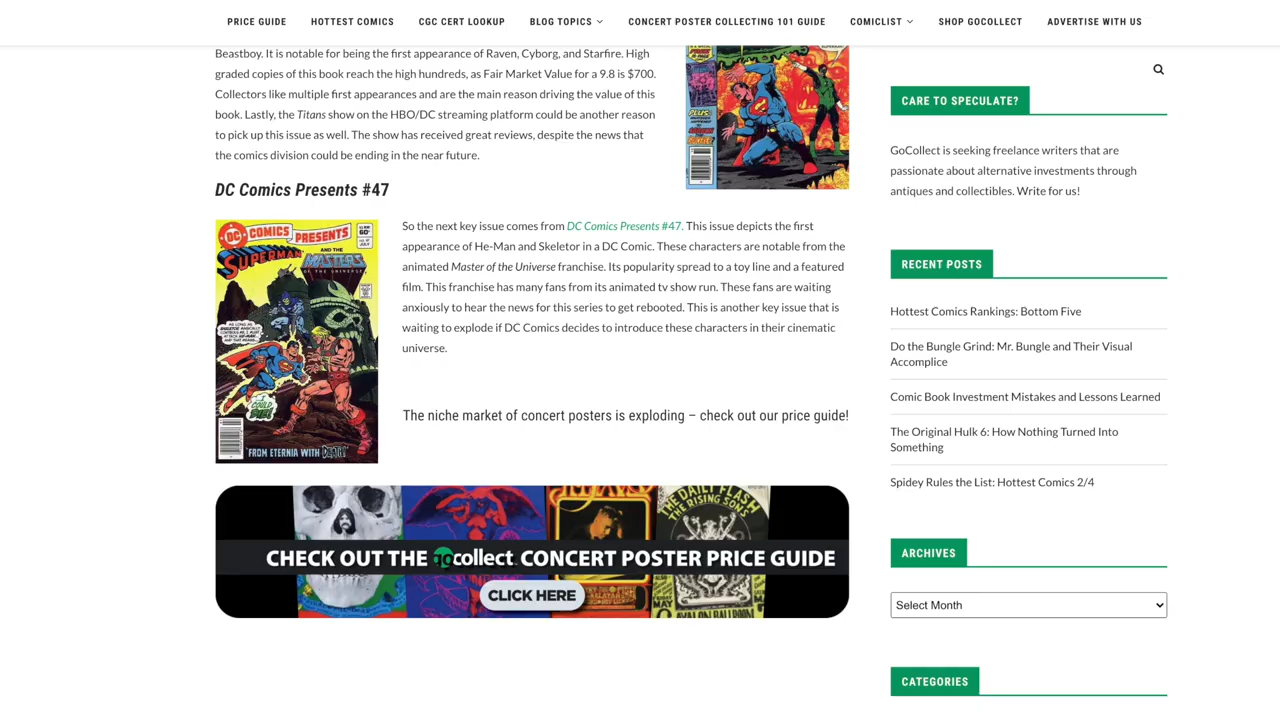 PRICE GUIDE HOTTEST COMICS CGC CERT LOOKUP BLOG TOPICS CONCERT POSTER COLLECTING 101 GUIDE COMICLIST SHOP GOCOLLECT ADVERTISE WITH US
Beastboy. It is notable for being the first appearance of Raven, Cyborg, and Starfire. High
graded copies of this book reach the high hundreds, as Fair Market Value for a 9.8 is $700.
Collectors like multiple first appearances and are the main reason driving the value of this
book. Lastly, the Titans show on the HBO/DC streaming platform could be another reason
to pick up this issue as well. The show has received great reviews, despite the news that
the comics division could be ending in the near future.
PLUS
DC Comics Presents #47
DC COMICS PRESENTS
60¢
SUPERMAN AND THE
MASTERS
OF THE UNIVERSE
"FROM ETERNIA WITH DEATH!"
So the next key issue comes from DC Comics Presents #47. This issue depicts the first
appearance of He-Man and Skeletor in a DC Comic. These characters are notable from the
animated Master of the Universe franchise. Its popularity spread to a toy line and a featured
film. This franchise has many fans from its animated tv show run. These fans are waiting
anxiously to hear the news for this series to get rebooted. This is another key issue that is
waiting to explode if DC Comics decides to introduce these characters in their cinematic
universe.
The niche market of concert posters is exploding – check out our price guide!
THE DAILY FLASH
THE RISING SONS
CHECK OUT THE gocollect CONCERT POSTER PRICE GUIDE
CLICK HERE
AVALON BALLROOM
CARE TO SPECULATE?
GoCollect is seeking freelance writers that are
passionate about alternative investments through
antiques and collectibles. Write for us!
RECENT POSTS
Hottest Comics Rankings: Bottom Five
Do the Bungle Grind: Mr. Bungle and Their Visual
Accomplice
Comic Book Investment Mistakes and Lessons Learned
The Original Hulk 6: How Nothing Turned Into
Something
Spidey Rules the List: Hottest Comics 2/4
ARCHIVES
Select Month
CATEGORIES